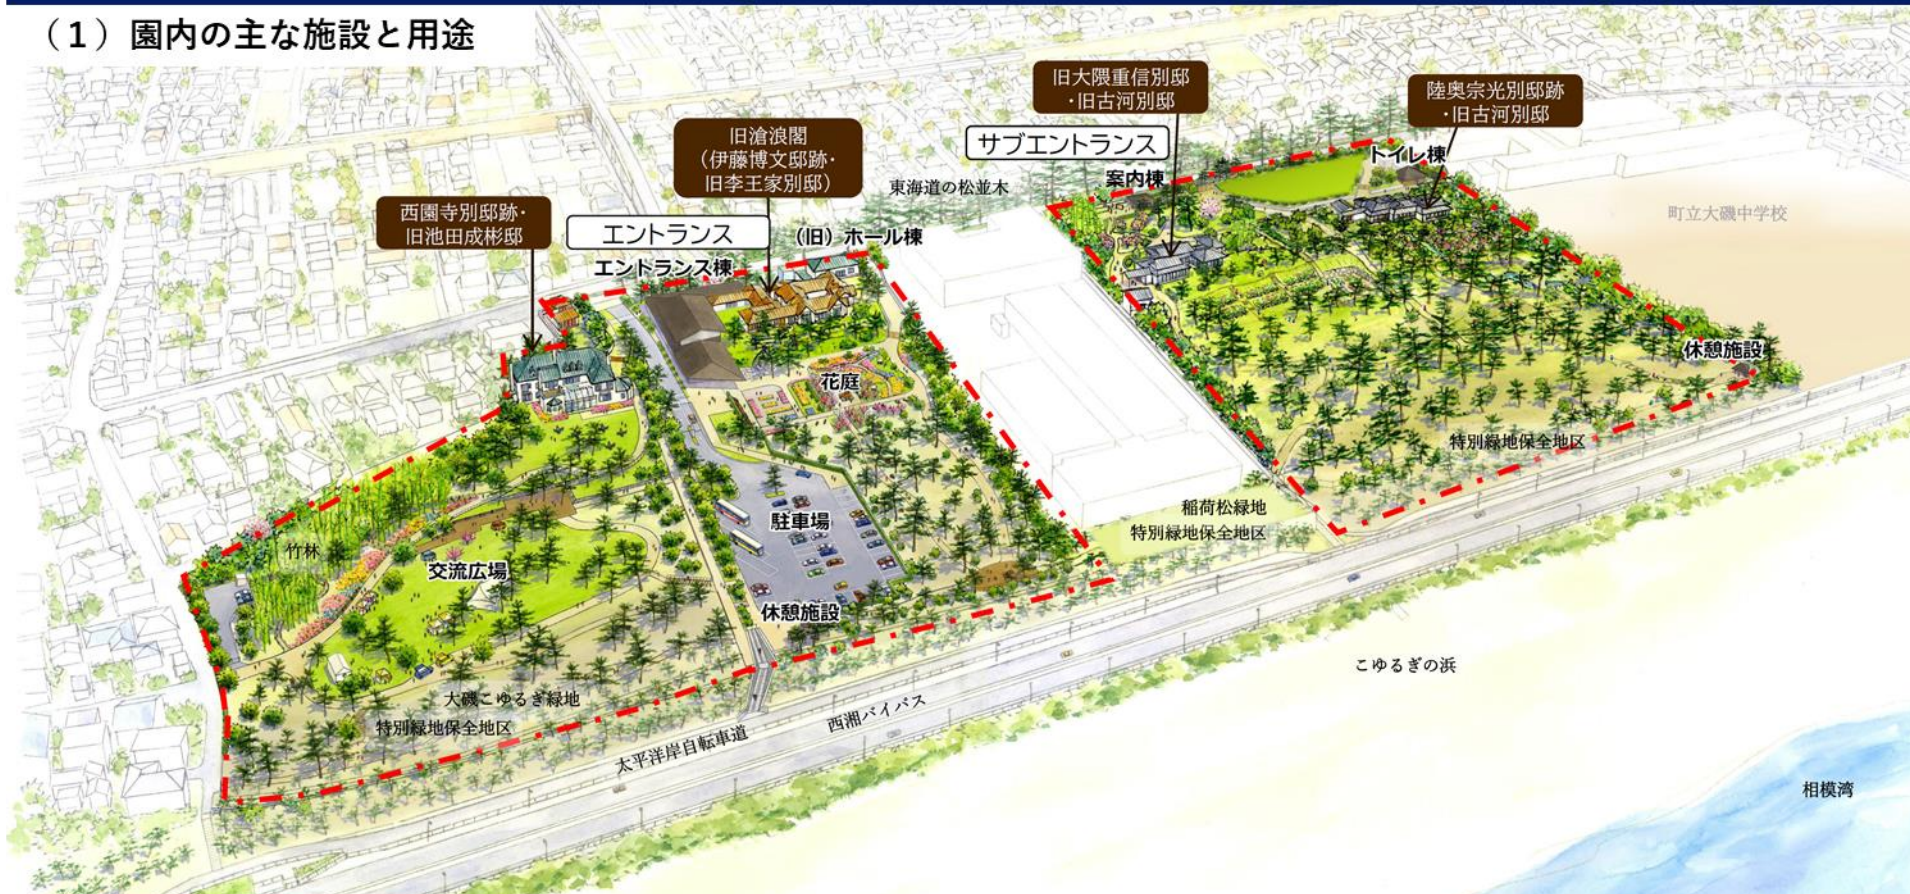 （1）園内の主な施設と用途
旧大隈重信別邸
・旧古河別邸
陸奥宗光別邸跡
・旧古河別邸
旧滄浪閣
（伊藤博文邸跡・
旧李王家別邸）
サブエントランス
トイレ棟
案内棟
東海道の松並木
西園寺別邸跡・
旧池田成彬邸
エントランス
（旧）ホール棟
エントランス棟
町立大磯中学校
休憩施設
花庭
特別緑地保全地区
稲荷松緑地
特別緑地保全地区
駐車場
竹林
交流広場
休憩施設
こゆるぎの浜
大磯こゆるぎ緑地
特別緑地保全地区
西湘バイパス
太平洋岸自転車道
相模湾